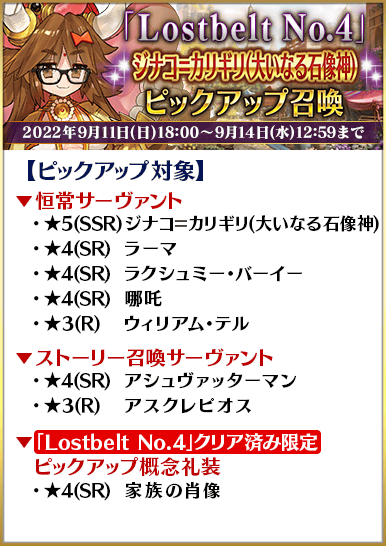 「Lostbelt No.4」
ジナコ=カリギリ(大いなる石像神)
ピックアップ召喚
2022年9月11日(日)18:00～9月14日(水)12:59まで
【ピックアップ対象】
▼恒常サーヴァント
・★5(SSR)ジナコ=カリギリ(大いなる石像神)
・★4(SR) ラーマ
・★4(SR) ラクシュミー・バーイー
・★4(SR) 哪吒
・★3(R) ウィリアム・テル
▼ストーリー召喚サーヴァント
・★4(SR) アシュヴァッターマン
・★3(R) アスクレピオス
▼「Lostbelt No.4」クリア済み限定
ピックアップ概念礼装
・★4(SR) 家族の肖像